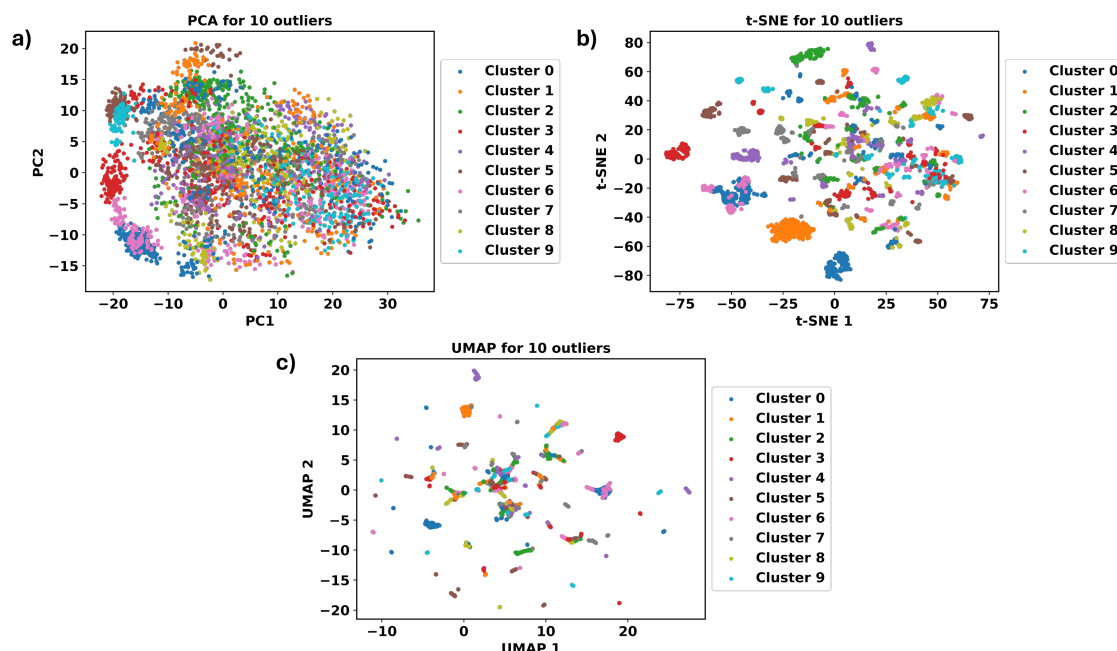 a)
PCA for 10 outliers
20
15
10
5
0
−5
−10
−15
−20
−10
0
10
20
30
PC1
PC2
Cluster 0
Cluster 1
Cluster 2
Cluster 3
Cluster 4
Cluster 5
Cluster 6
Cluster 7
Cluster 8
Cluster 9
b)
t-SNE for 10 outliers
80
60
40
20
0
−20
−40
−60
−80
−75
−50
−25
0
25
50
75
t-SNE 1
t-SNE 2
Cluster 0
Cluster 1
Cluster 2
Cluster 3
Cluster 4
Cluster 5
Cluster 6
Cluster 7
Cluster 8
Cluster 9
c)
UMAP for 10 outliers
20
15
10
5
0
−5
−10
−15
−20
−10
0
10
20
UMAP 1
UMAP 2
Cluster 0
Cluster 1
Cluster 2
Cluster 3
Cluster 4
Cluster 5
Cluster 6
Cluster 7
Cluster 8
Cluster 9